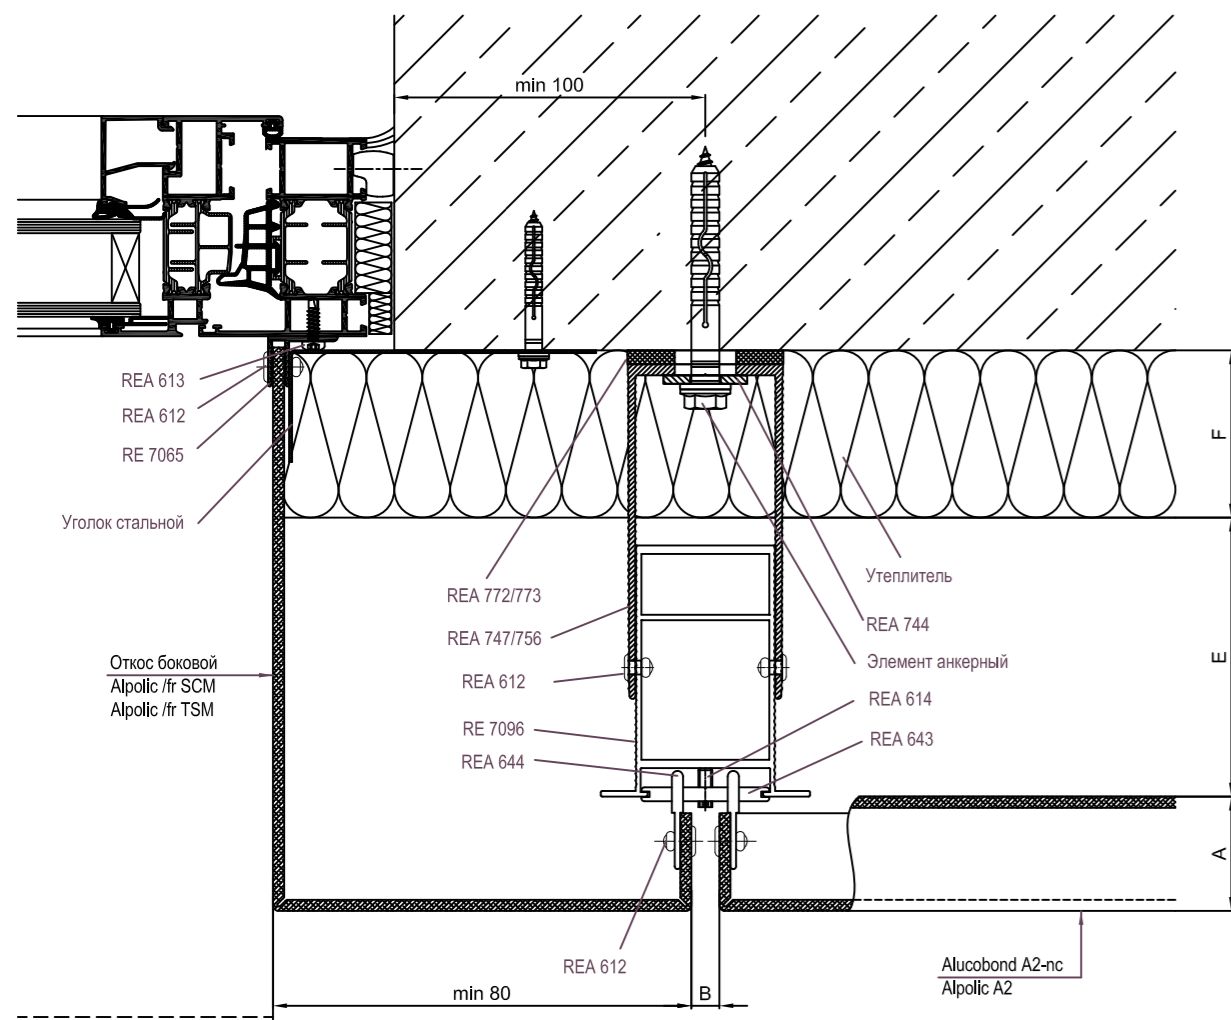 min 100
REA 613
REA 612
RE 7065
Уголок стальной
F
REA 772/773
Утеплитель
REA 747/756
REA 744
Откос боковой
Alpolic /fr SCM
Alpolic /fr TSM
REA 612
Элемент анкерный
E
REA 614
RE 7096
REA 643
REA 644
A
REA 612
Alucobond A2-nc
Alpolic A2
min 80
B